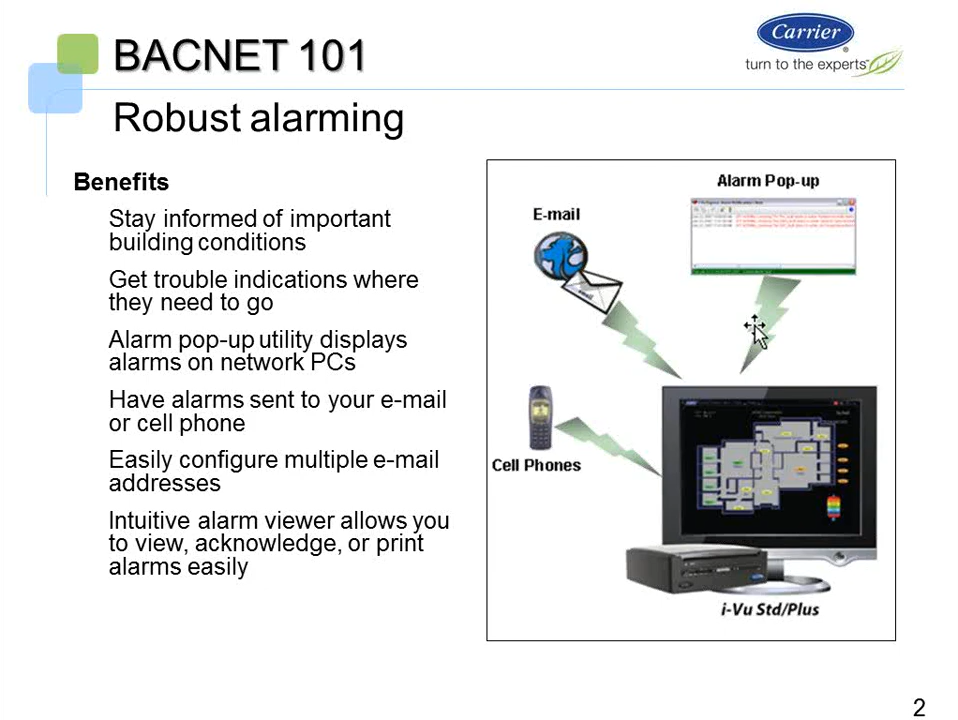 BACNET 101
Carrier
turn to the experts
Robust alarming
Benefits
Stay informed of important
building conditions
Get trouble indications where
they need to go
Alarm pop-up utility displays
alarms on network PCs
Have alarms sent to your e-mail
or cell phone
Easily configure multiple e-mail
addresses
Intuitive alarm viewer allows you
to view, acknowledge, or print
alarms easily
Alarm Pop-up
E-mail
Cell Phones
i-Vu Std/Plus
2